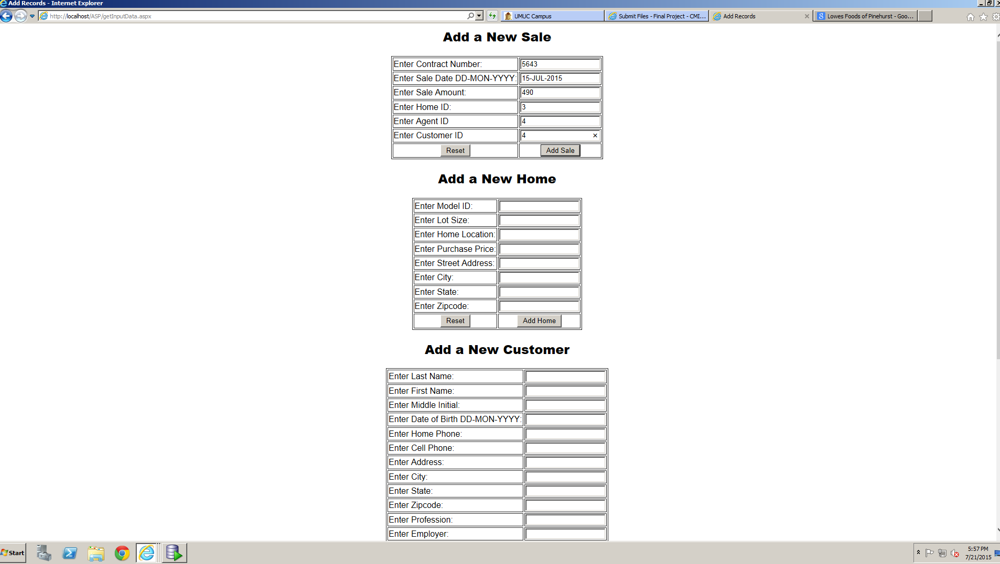 Add Records - Internet Explorer
http://localhost/ASP/getInputData.aspx
UMUC Campus
Submit Files - Final Project - CMI...
Add Records
Lowes Foods of Pinehurst - Goo...
Add a New Sale
Enter Contract Number: 5643
Enter Sale Date DD-MON-YYYY: 15-JUL-2015
Enter Sale Amount: 490
Enter Home ID: 3
Enter Agent ID 4
Enter Customer ID 4
Reset Add Sale
Add a New Home
Enter Model ID:
Enter Lot Size:
Enter Home Location:
Enter Purchase Price:
Enter Street Address:
Enter City:
Enter State:
Enter Zipcode:
Reset Add Home
Add a New Customer
Enter Last Name:
Enter First Name:
Enter Middle Initial:
Enter Date of Birth DD-MON-YYYY:
Enter Home Phone:
Enter Cell Phone:
Enter Address:
Enter City:
Enter State:
Enter Zipcode:
Enter Profession:
Enter Employer:
Start
5:57 PM
7/21/2015